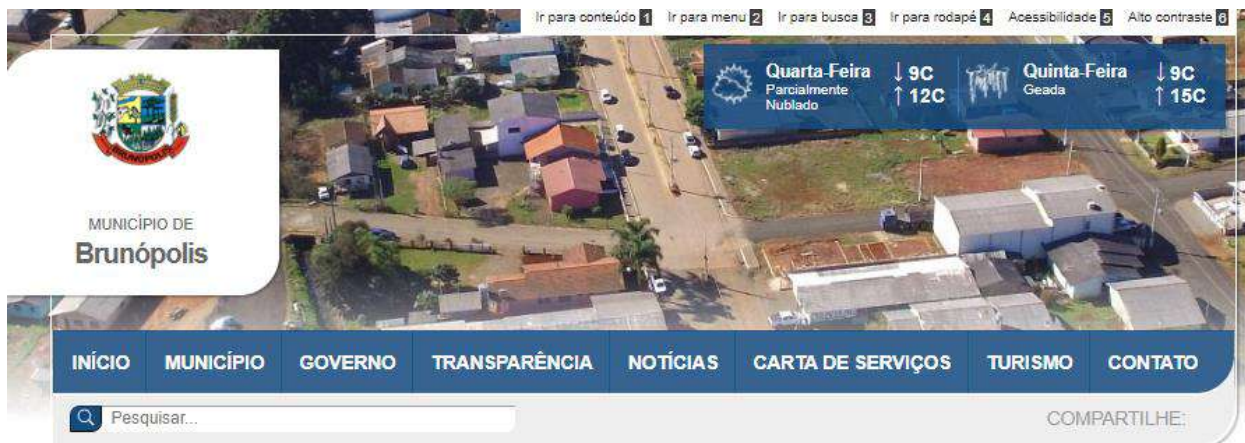 Ir para conteúdo 1 Ir para menu 2 Ir para busca 3 Ir para rodapé 4 Acessibilidade 5 Alto contraste 6
Quarta-Feira ↓ 9C
Parcialmente Nublado ↑ 12C
Quinta-Feira ↓ 9C
Geada ↑ 15C
BRUNÓPOLIS
MUNICÍPIO DE
Brunópolis
INÍCIO MUNICÍPIO GOVERNO TRANSPARÊNCIA NOTÍCIAS CARTA DE SERVIÇOS TURISMO CONTATO
Pesquisar... COMPARTILHE: